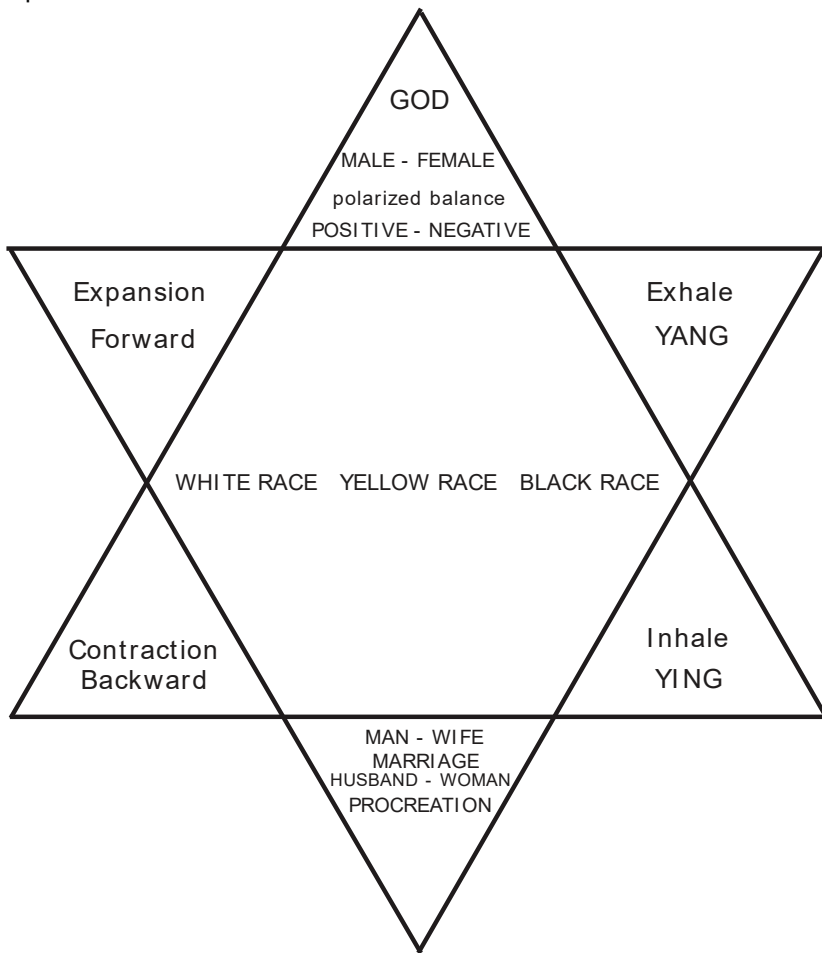 GOD
MALE - FEMALE
polarized balance
POSITIVE - NEGATIVE
Expansion
Forward
Exhale
YANG
WHITE RACE YELLOW RACE BLACK RACE
Contraction
Backward
Inhale
YING
MAN - WIFE
MARRIAGE
HUSBAND - WOMAN
PROCREATION